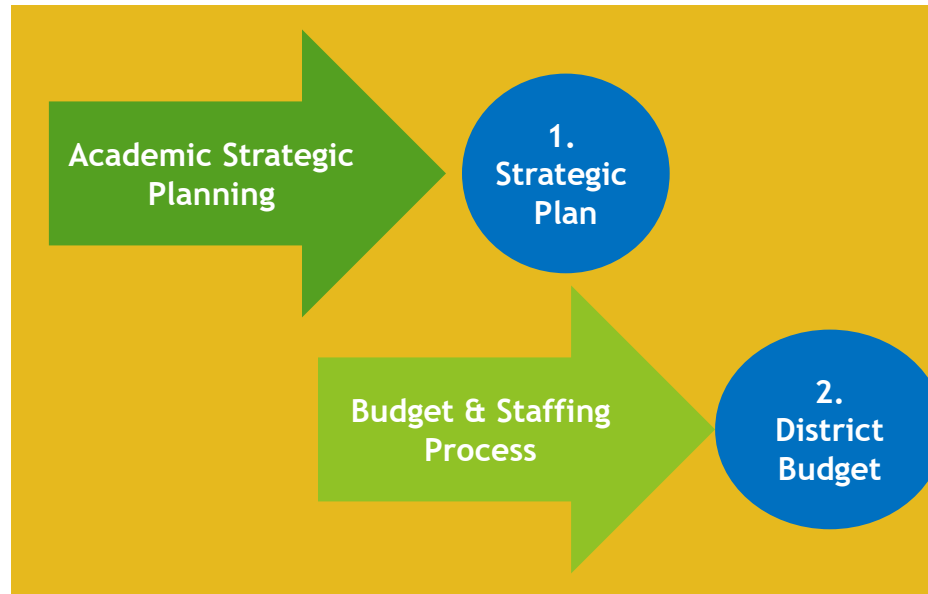 Academic Strategic
Planning
1.
Strategic
Plan
Budget & Staffing
Process
2.
District
Budget